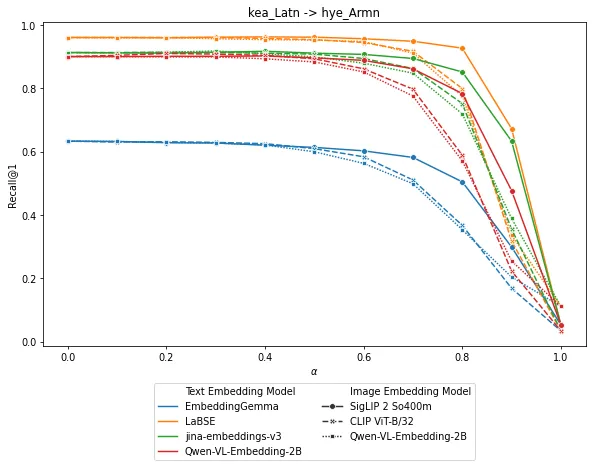 kea_Latn -> hye_Armn
Recall@1
1.0
0.8
0.6
0.4
0.2
0.0
0.0 0.2 0.4 0.6 0.8 1.0
α
Text Embedding Model
EmbeddingGemma
LaBSE
jina-embeddings-v3
Qwen-VL-Embedding-2B
Image Embedding Model
SigLIP 2 So400m
CLIP ViT-B/32
Qwen-VL-Embedding-2B